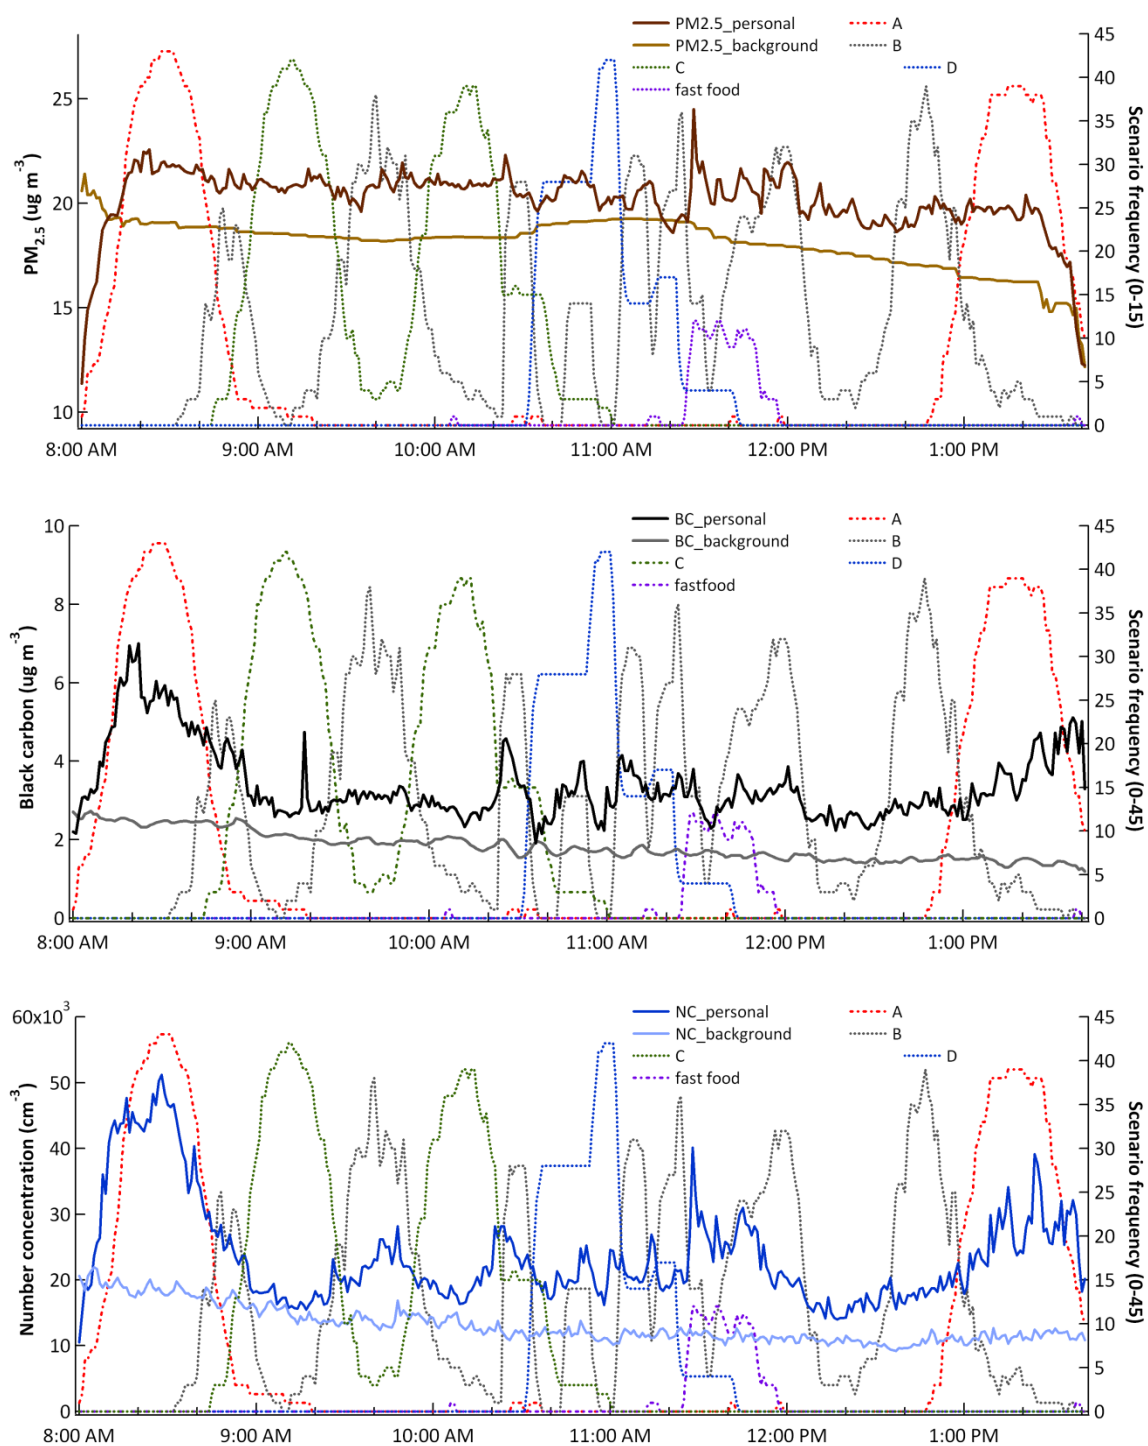 PM2.5_personal A
PM2.5_background B
C D
fast food
25
20
15
10
PM2.5 (ug m-3)
45
40
35
30
25
20
15
10
5
0
Scenario frequency (0-15)
8:00 AM 9:00 AM 10:00 AM 11:00 AM 12:00 PM 1:00 PM
BC_personal A
BC_background B
C D
fastfood
10
8
6
4
2
0
Black carbon (ug m-3)
45
40
35
30
25
20
15
10
5
0
Scenario frequency (0-45)
8:00 AM 9:00 AM 10:00 AM 11:00 AM 12:00 PM 1:00 PM
NC_personal A
NC_background B
C D
fast food
60x103
50
40
30
20
10
0
Number concentration (cm-3)
45
40
35
30
25
20
15
10
5
0
Scenario frequency (0-45)
8:00 AM 9:00 AM 10:00 AM 11:00 AM 12:00 PM 1:00 PM